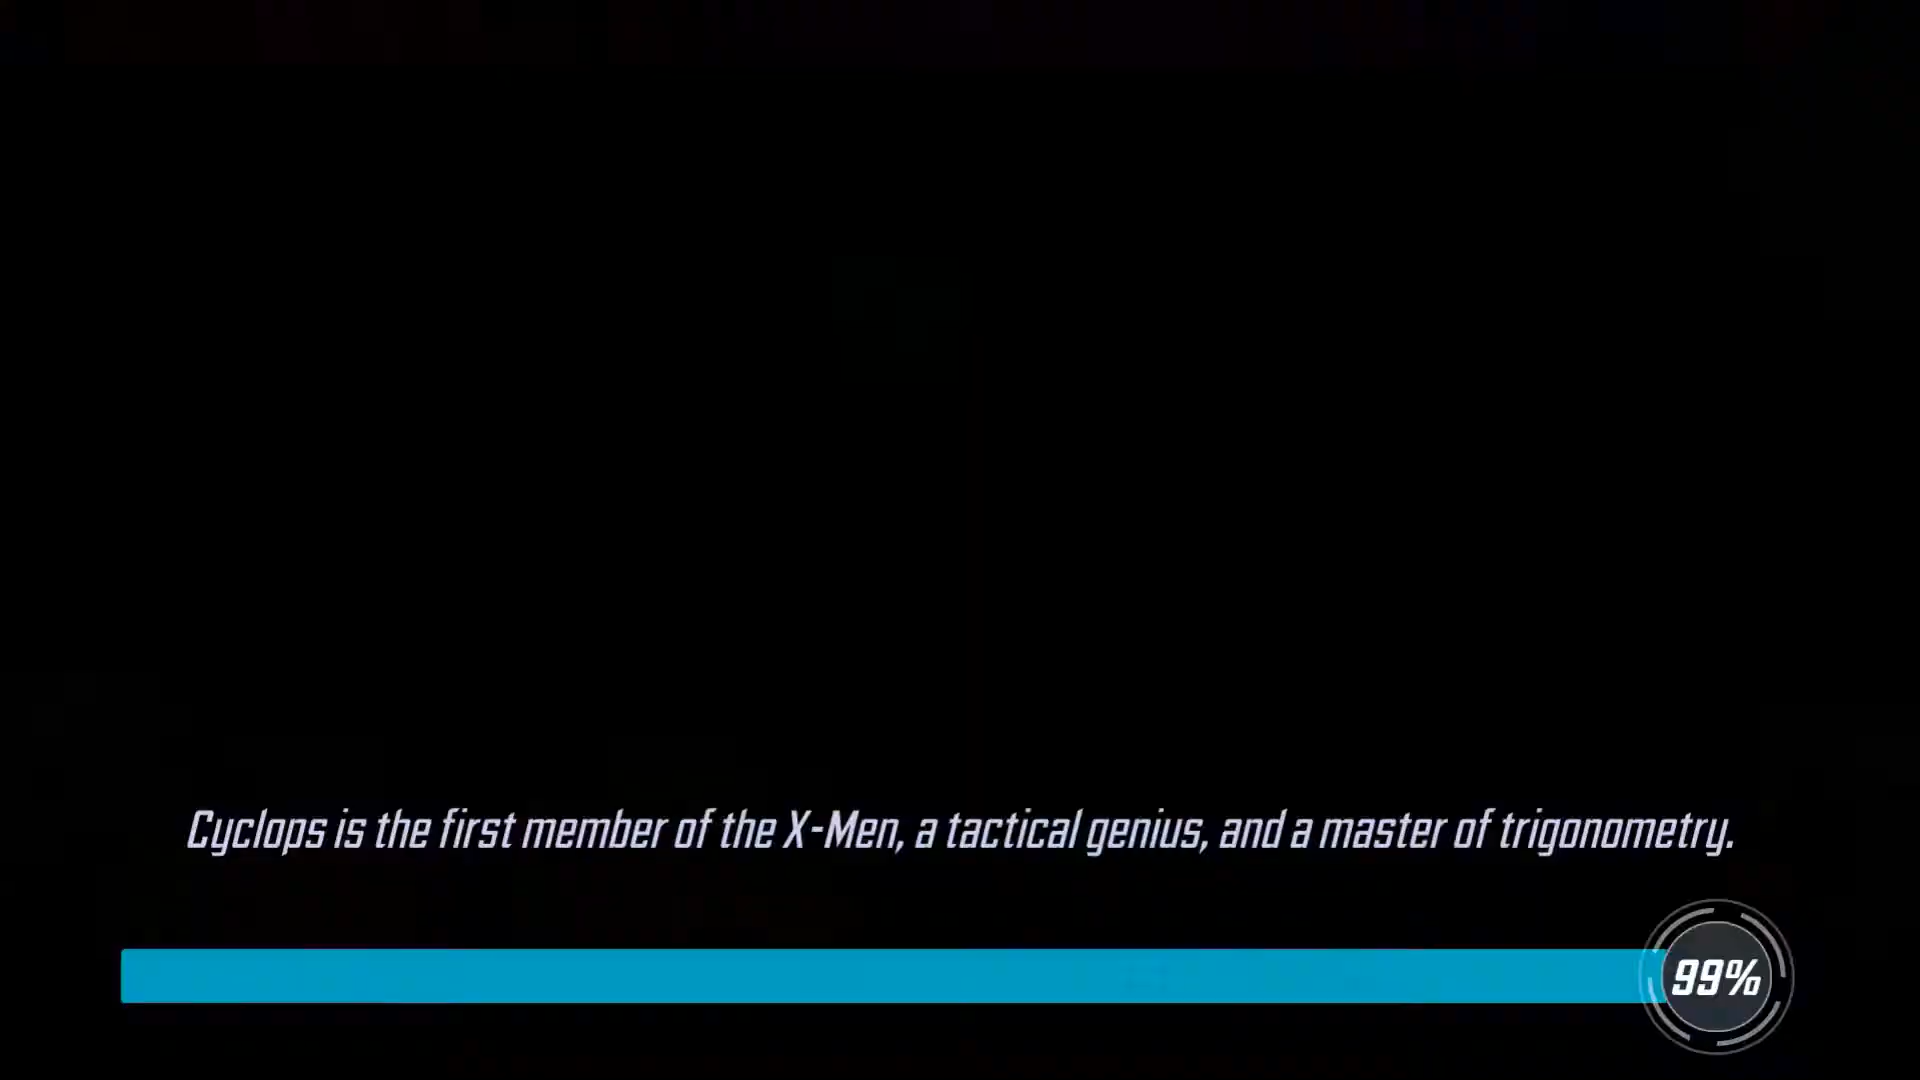 Cyclops is the first member of the X-Men, a tactical genius, and a master of trigonometry.
99%